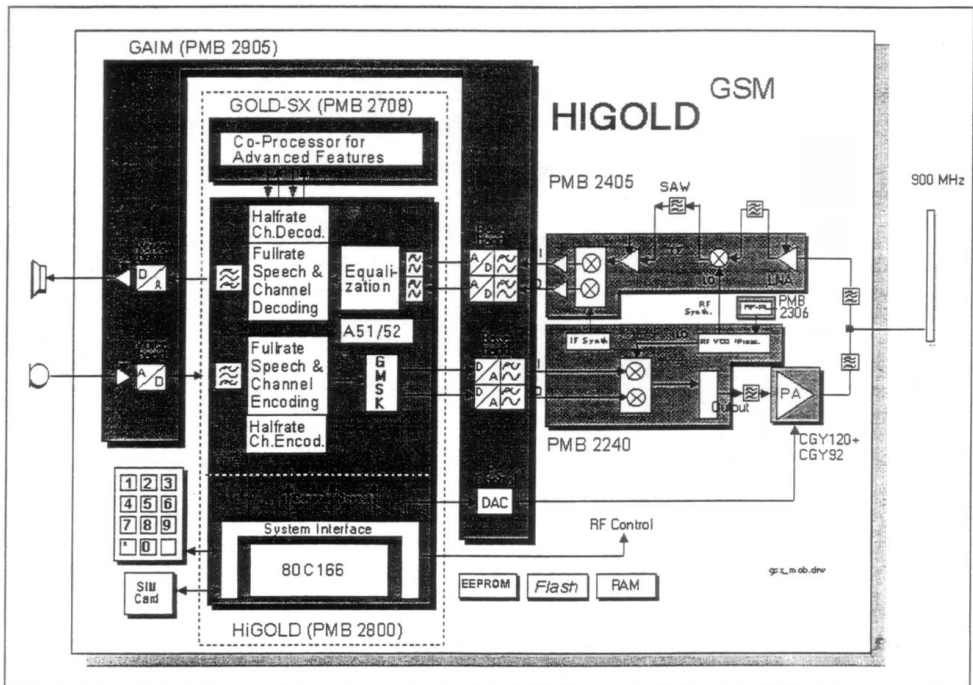 GAIM (PMB 2905)
GSM
HIGOLD
GOLD-SX (PMB 2708)
Co-Processor for
Advanced Features
PMB 2405
SAW
900 MHz
Halfrate
Ch.Decod.
Fullrate
Speech &
Channel
Decoding
Equali-
zation
A51/52
D
A
A
D
A
D
I
Q
LO
LNA
RF
Synth.
PMB
2306
IF Synth
RF VCO
LO
Fullrate
Speech &
Channel
Encoding
GMSK
A
D
D
A
D
A
I
Q
Output
PA
Halfrate
Ch.Encod.
PMB 2240
CGY120+
CGY92
1 2 3
4 5 6
7 8 9
* 0
DAC
System Interface
RF Control
80C166
SIM
Card
EEPROM
Flash
RAM
gsx_mob.drw
HiGOLD (PMB 2800)